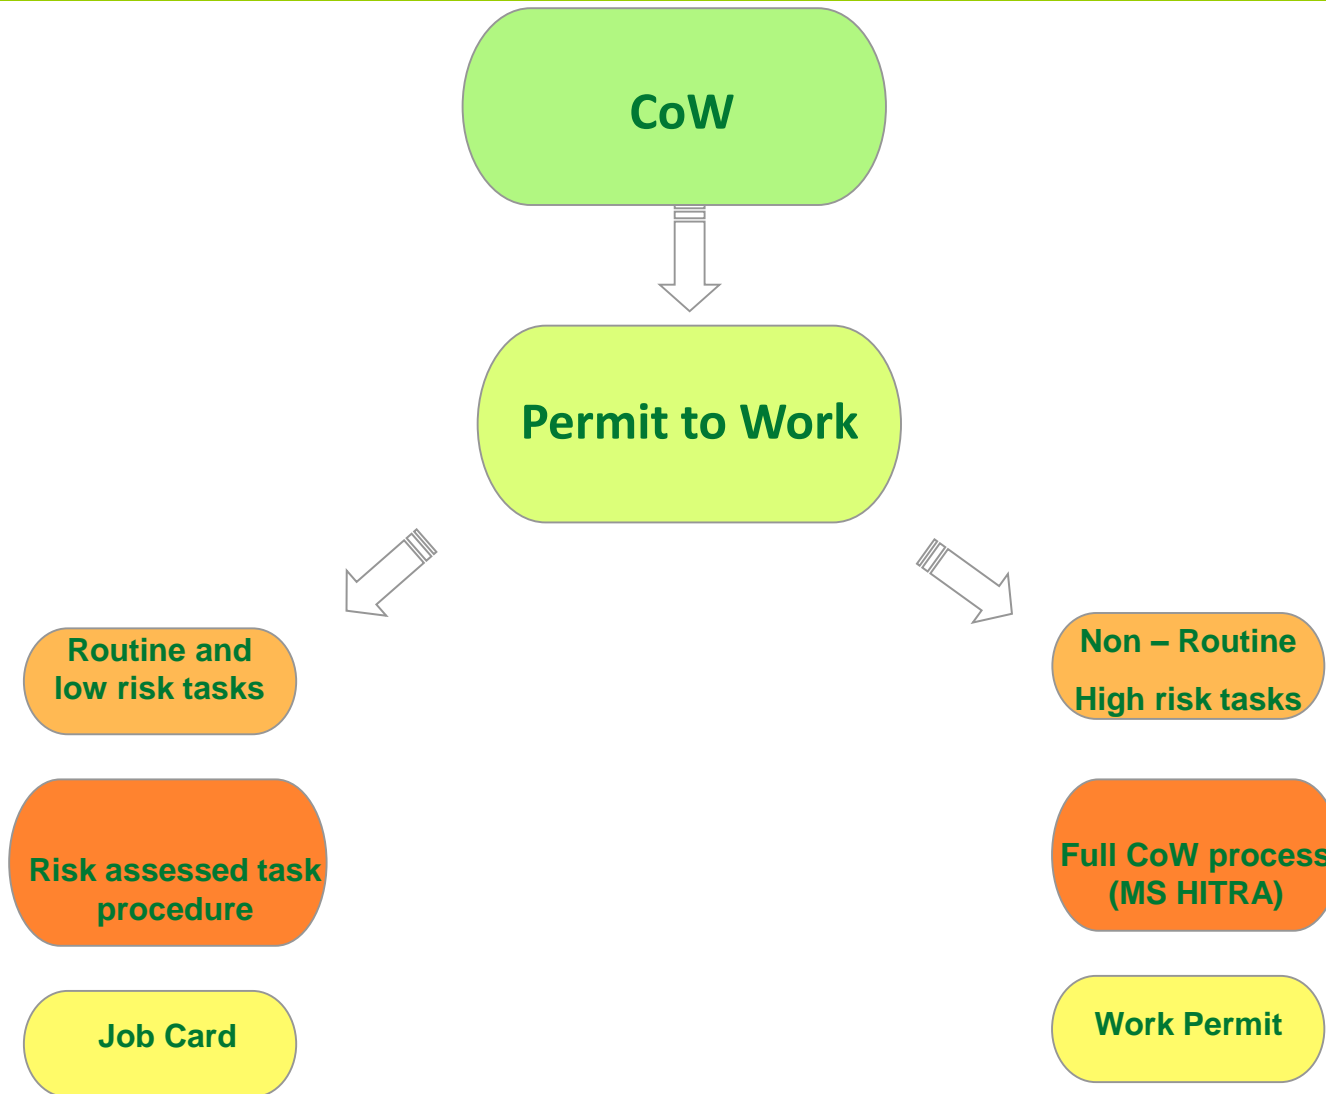 CoW
Permit to Work
Routine and
low risk tasks
Risk assessed task
procedure
Job Card
Non – Routine
High risk tasks
Full CoW process
(MS HITRA)
Work Permit